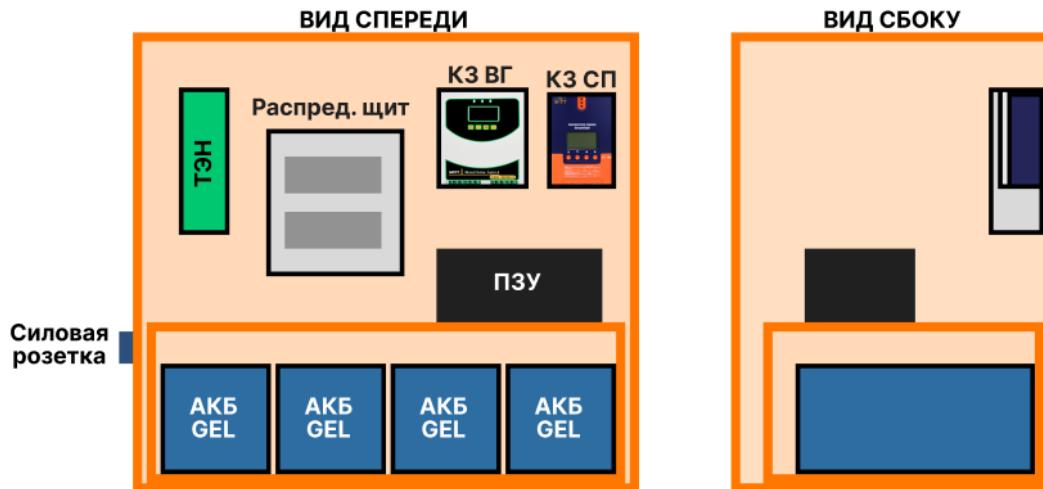 ВИД СПЕРЕДИ
ВИД СБОКУ
КЗ ВГ
КЗ СП
Распред. щит
ТЭН
ПЗУ
Силовая
розетка
АКБ
GEL
АКБ
GEL
АКБ
GEL
АКБ
GEL